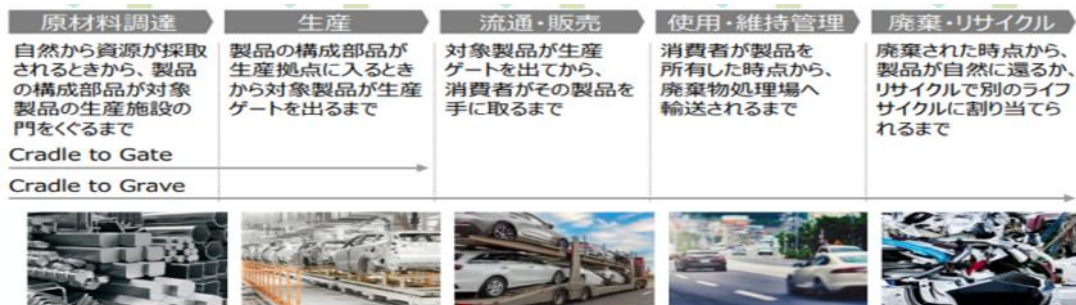 原材料調達
生産
流通・販売
使用・維持管理
廃棄・リサイクル
自然から資源が採取
されるときから、製品
の構成部品が対象
製品の生産施設の
門をくぐるまで
製品の構成部品が
生産拠点に入るとき
から対象製品が生産
ゲートを出るまで
対象製品が生産
ゲートを出てから、
消費者がその製品を
手に取るまで
消費者が製品を
所有した時点から、
廃棄物処理場へ
輸送されるまで
廃棄された時点から、
製品が自然に還るか、
リサイクルで別のライフ
サイクルに割り当てら
れるまで
Cradle to Gate
Cradle to Grave